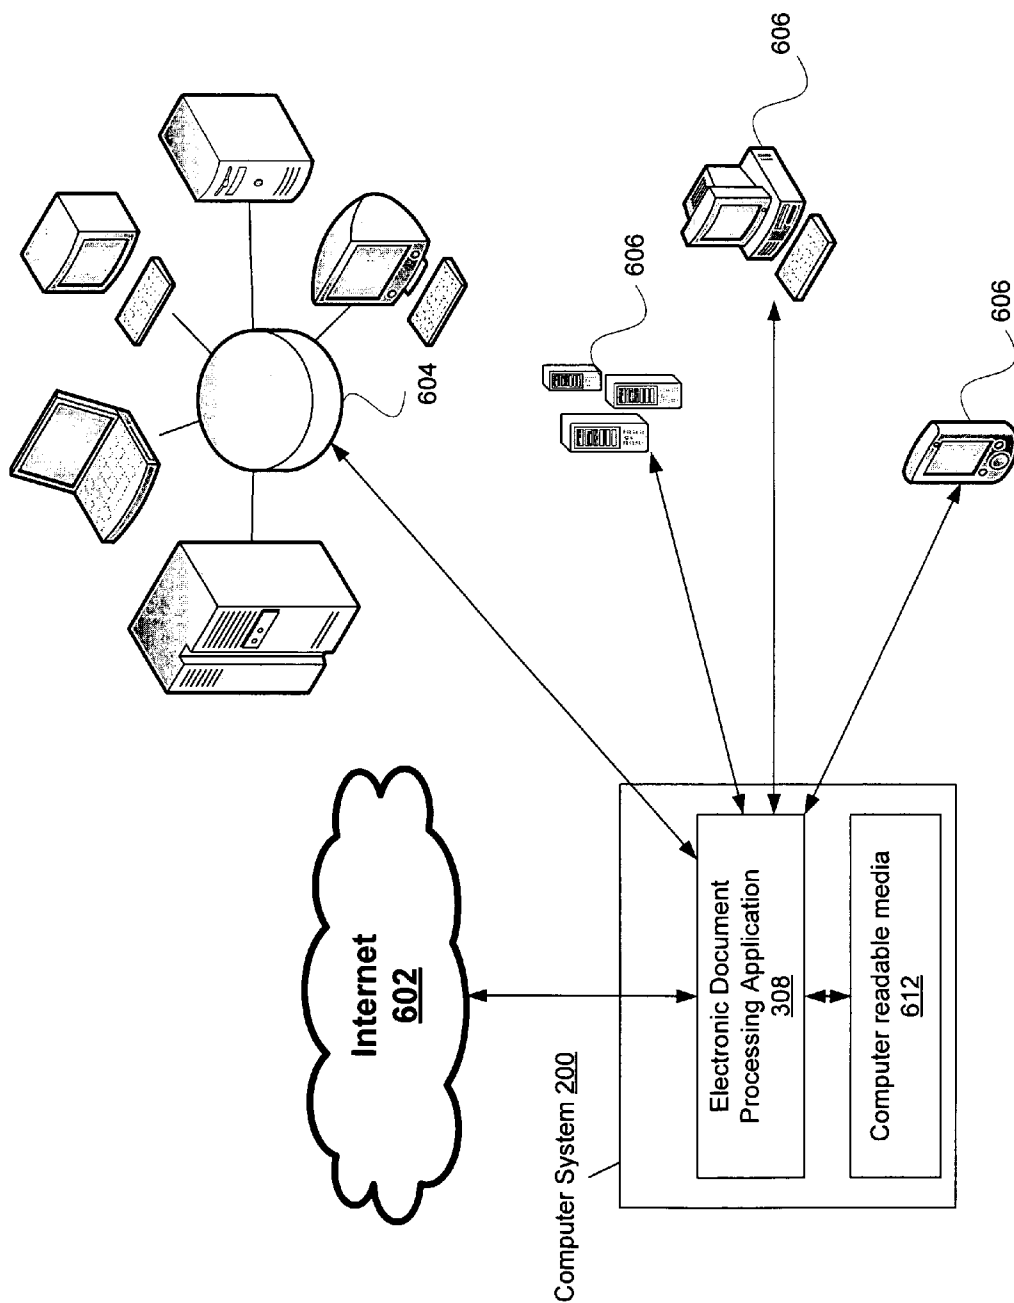 Internet
602
604
606
606
606
Computer System 200
Electronic Document
Processing Application
308
Computer readable media
612